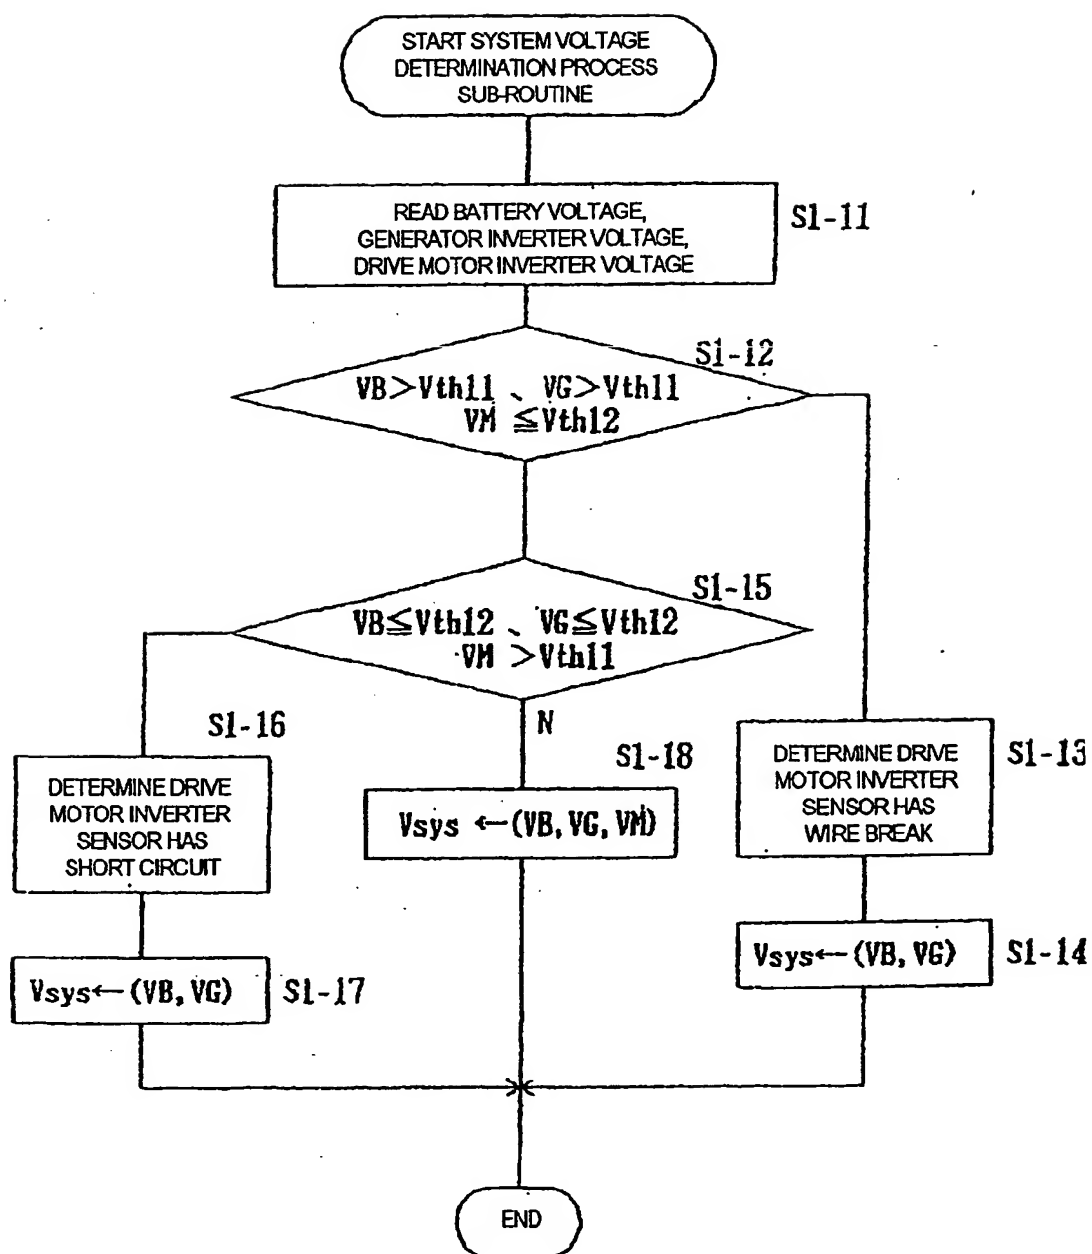 START SYSTEM VOLTAGE
DETERMINATION PROCESS
SUB-ROUTINE
READ BATTERY VOLTAGE,
GENERATOR INVERTER VOLTAGE,
DRIVE MOTOR INVERTER VOLTAGE
S1-11
S1-12
VB>Vth11、VG>Vth11
VM ≦Vth12
S1-15
VB≦Vth12、VG≦Vth12
VM >Vth11
N
S1-16
DETERMINE DRIVE
MOTOR INVERTER
SENSOR HAS
SHORT CIRCUIT
S1-18
Vsys ←(VB, VG, VM)
DETERMINE DRIVE
MOTOR INVERTER
SENSOR HAS
WIRE BREAK
S1-13
Vsys←(VB, VG)
S1-17
Vsys←(VB, VG)
S1-14
END